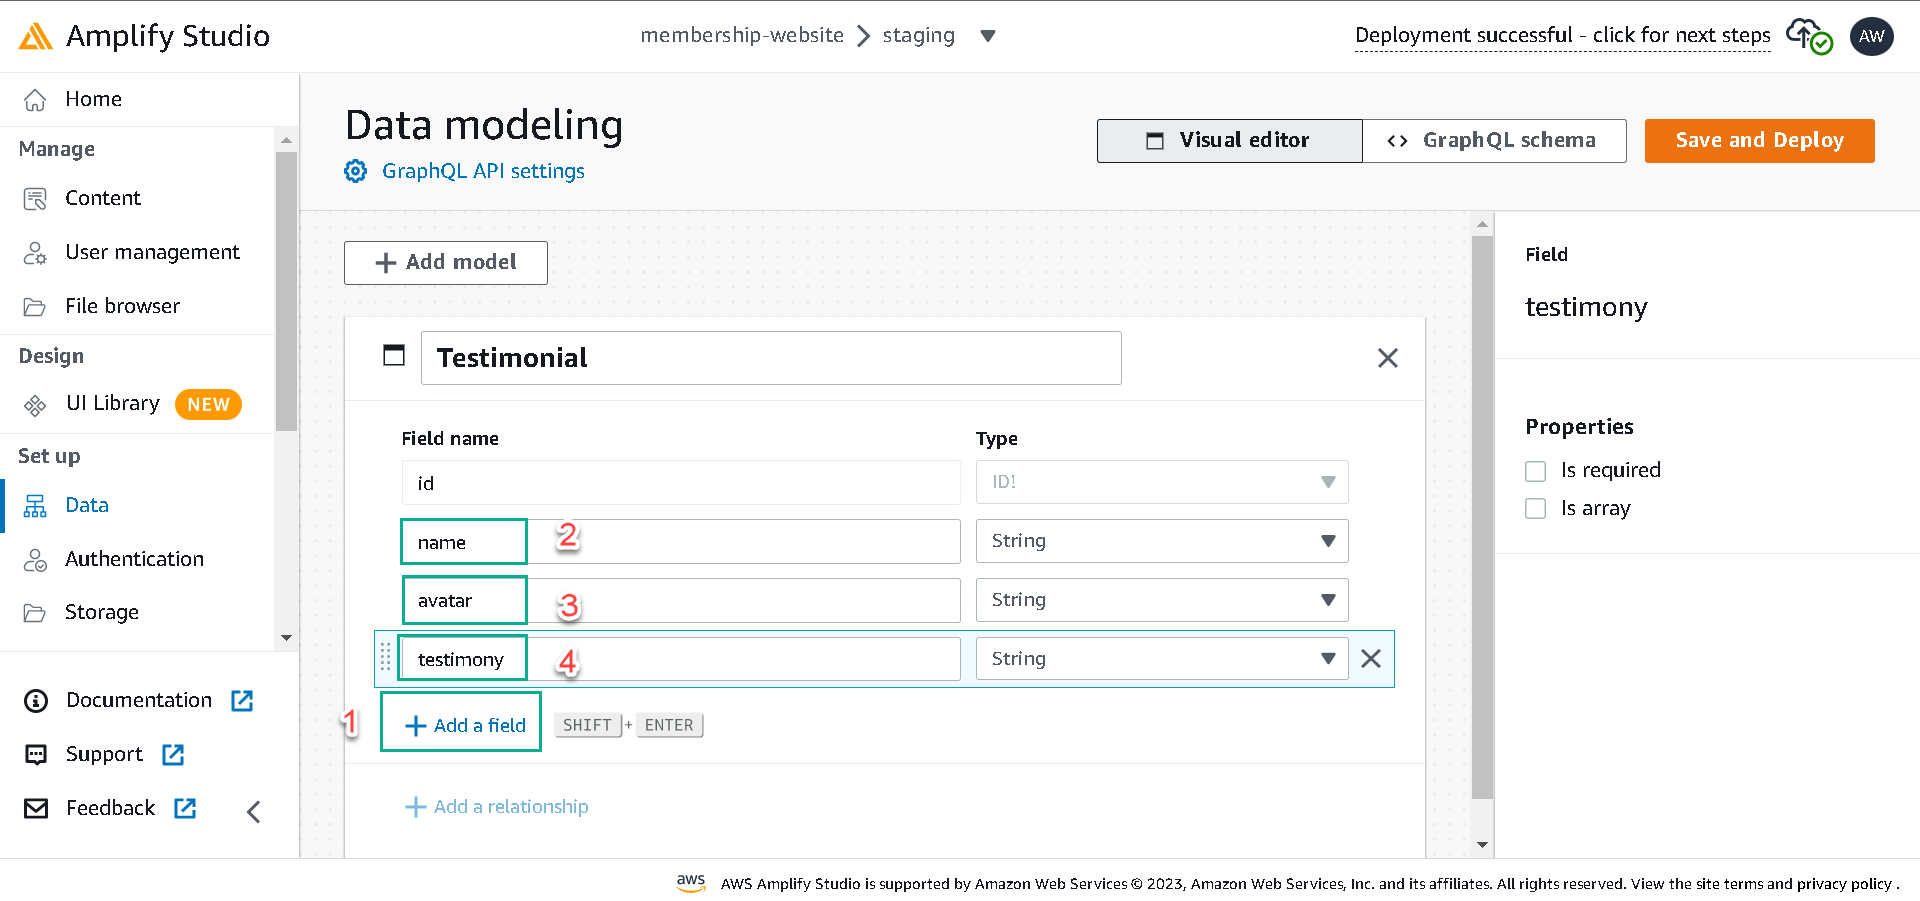 Amplify Studio
membership-website > staging
Deployment successful - click for next steps
AW
Home
Manage
Content
User management
File browser
Design
UI Library NEW
Set up
Data
Authentication
Storage
Documentation
Support
Feedback
Data modeling
GraphQL API settings
Visual editor
<> GraphQL schema
Save and Deploy
+ Add model
Testimonial
Field name Type
id ID!
name 2 String
avatar 3 String
testimony 4 String
1 + Add a field SHIFT + ENTER
+ Add a relationship
Field
testimony
Properties
Is required
Is array
aws AWS Amplify Studio is supported by Amazon Web Services © 2023, Amazon Web Services, Inc. and its affiliates. All rights reserved. View the site terms and privacy policy .